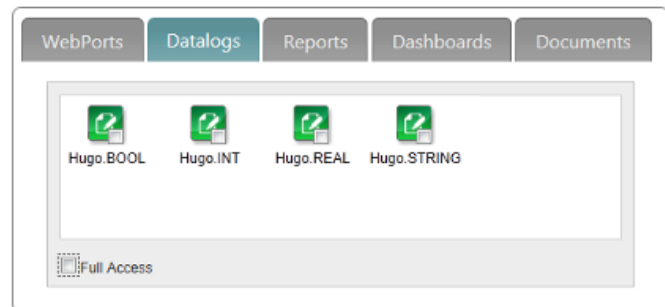 WebPorts Datalogs Reports Dashboards Documents
Hugo.BOOL Hugo.INT Hugo.REAL Hugo.STRING
Full Access